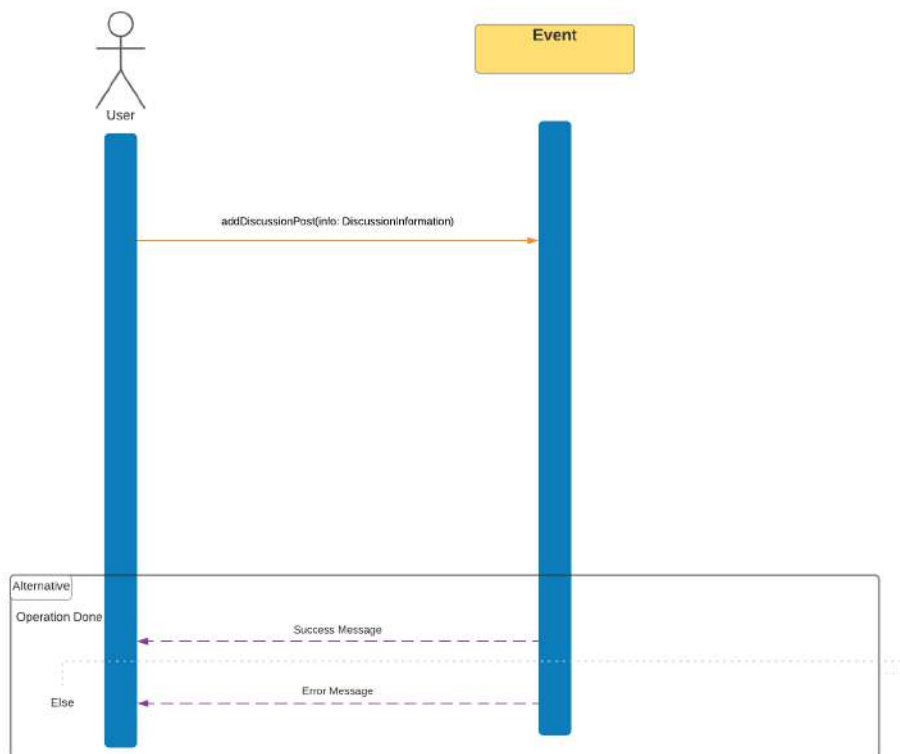 Event
User
addDiscussionPost(info: DiscussionInformation)
Alternative
Operation Done
Success Message
Error Message
Else